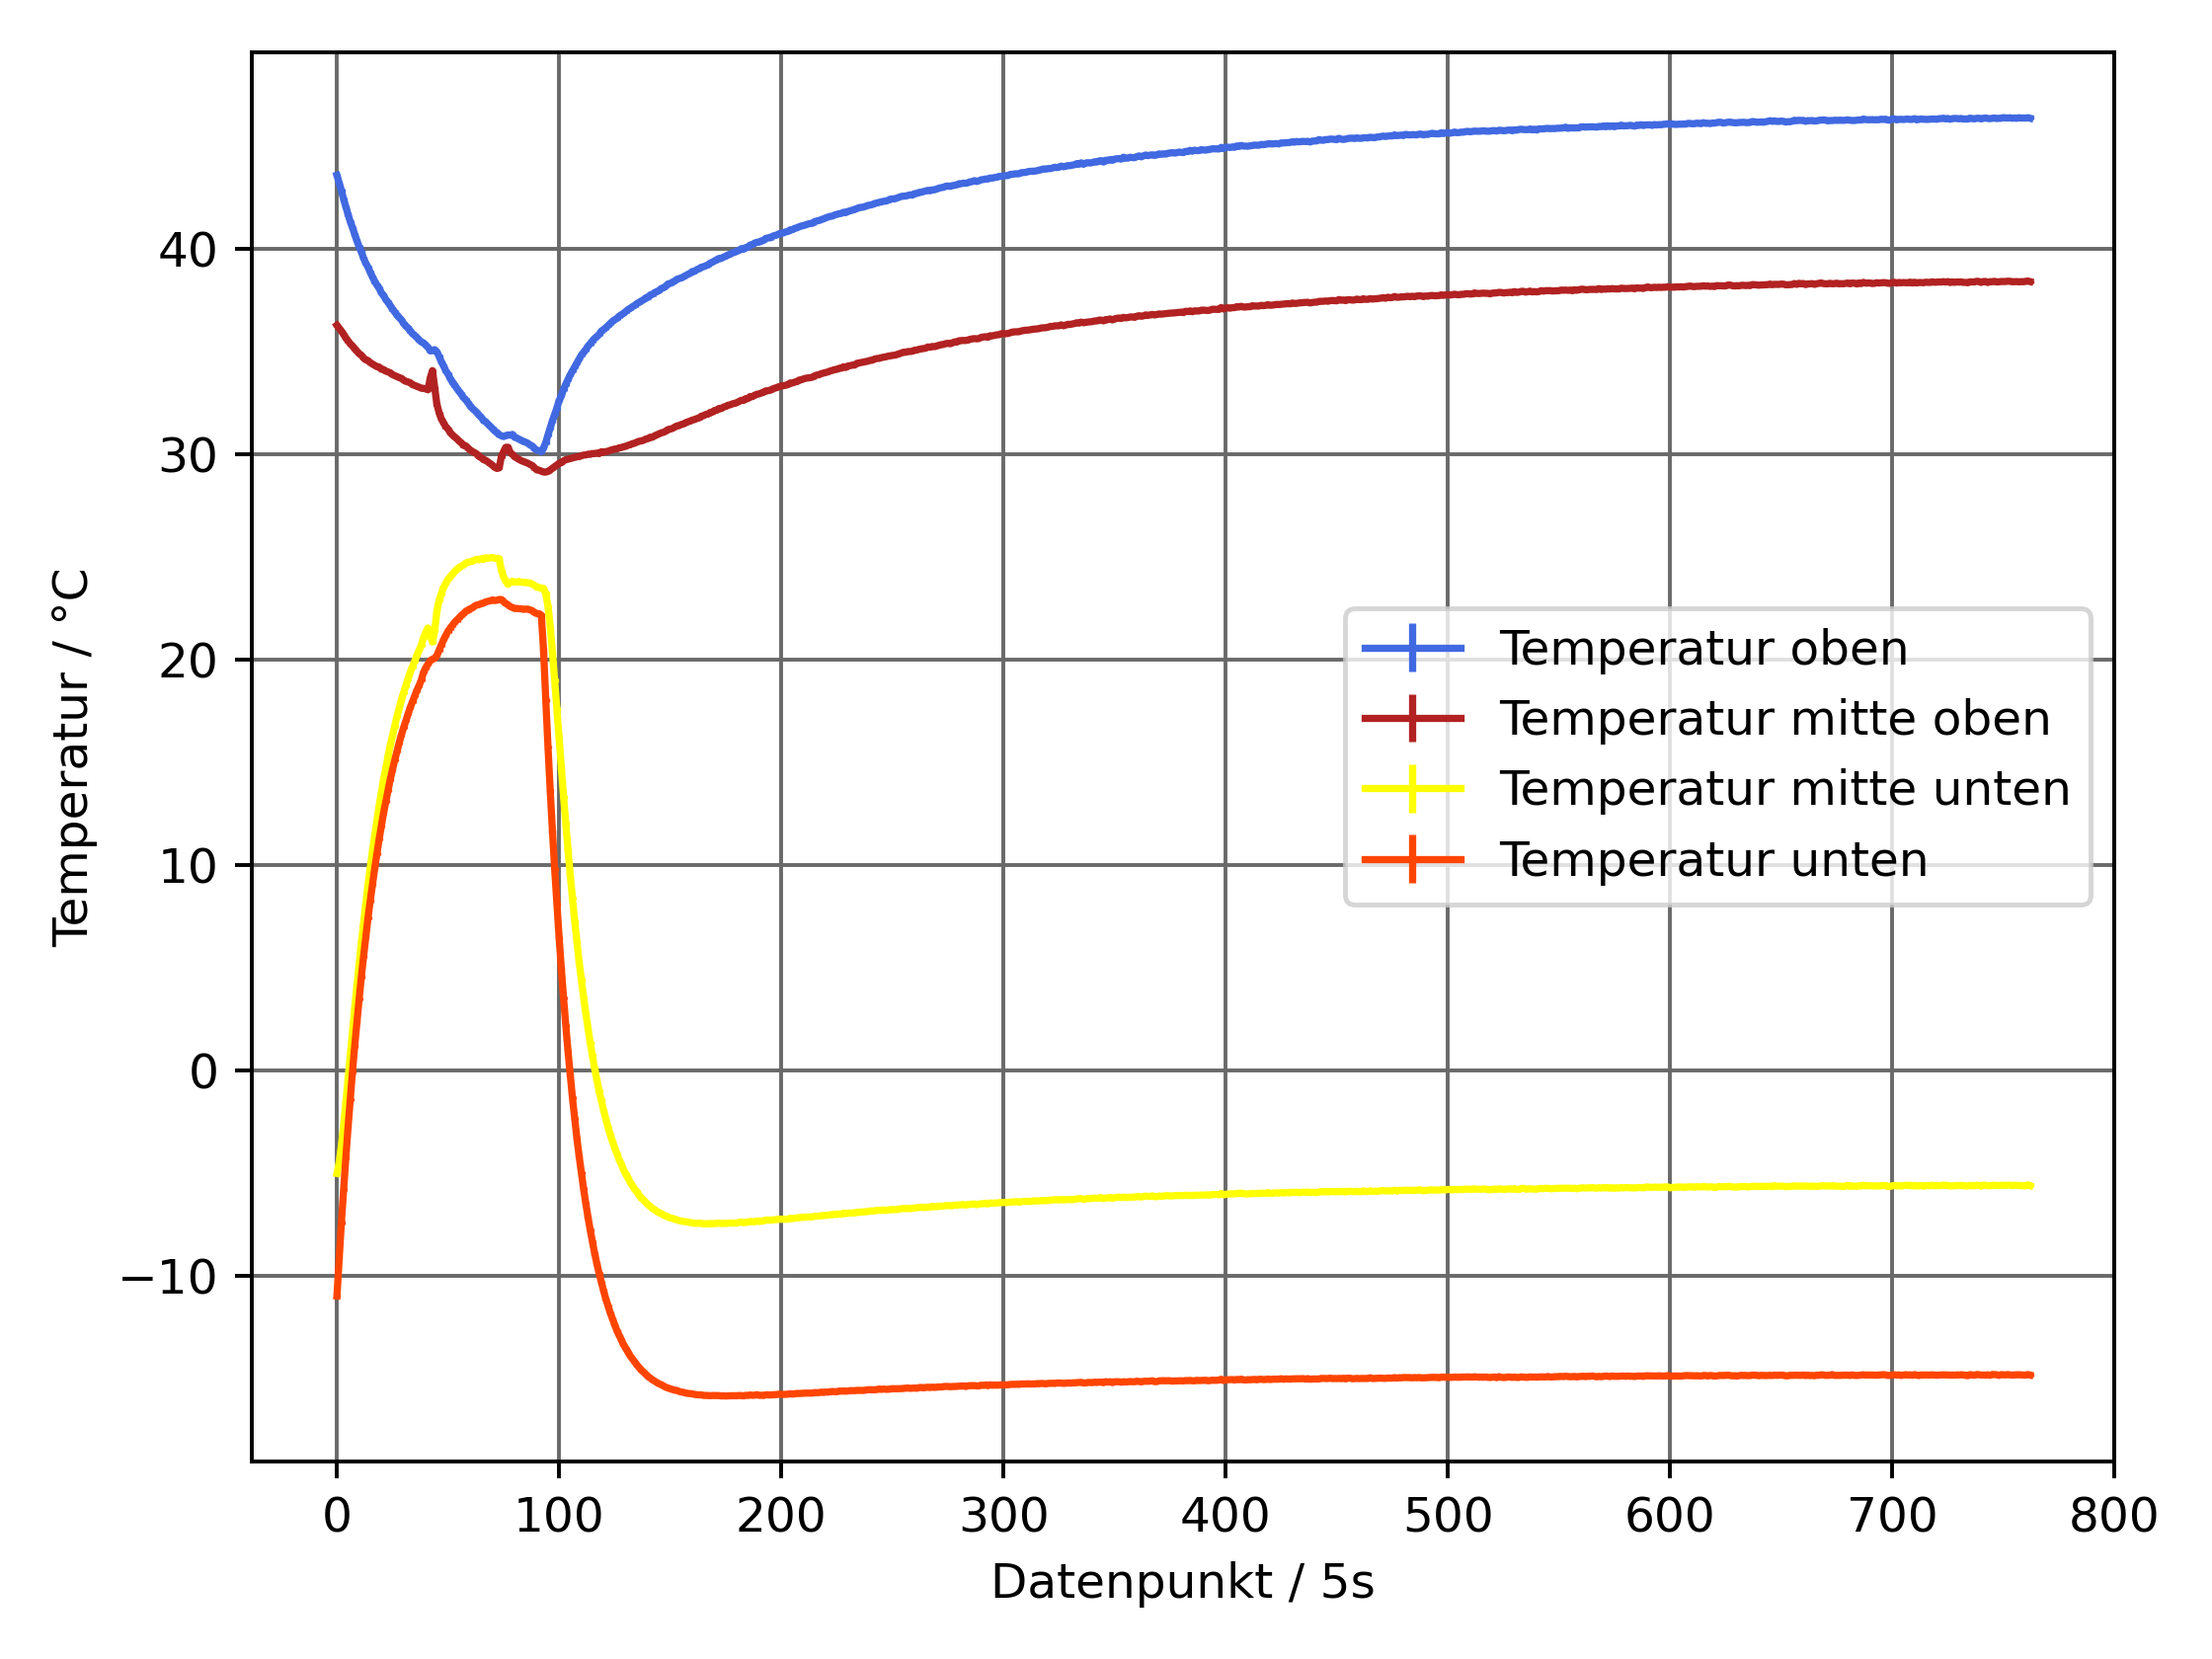 Temperatur / °C
40
30
20
10
0
−10
Temperatur oben
Temperatur mitte oben
Temperatur mitte unten
Temperatur unten
0 100 200 300 400 500 600 700 800
Datenpunkt / 5s